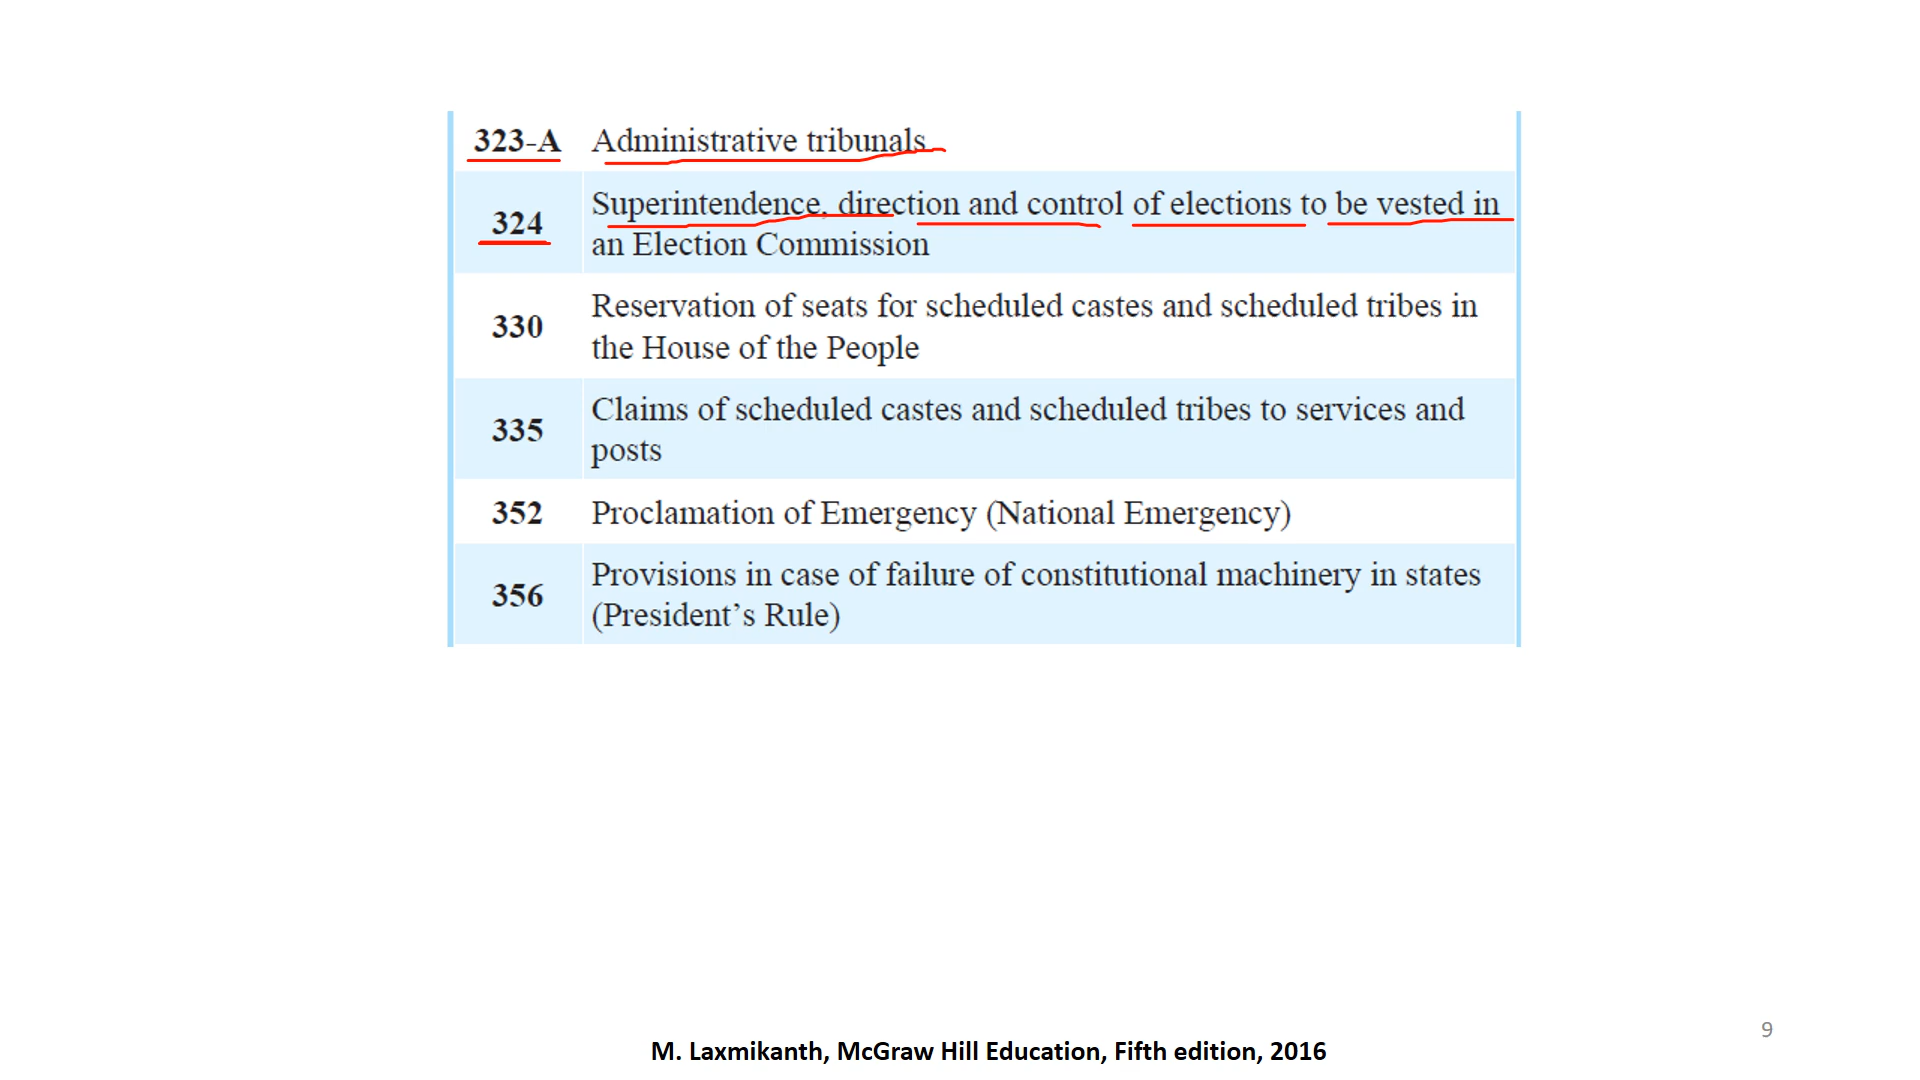 323-A Administrative tribunals
324 Superintendence, direction and control of elections to be vested in
an Election Commission
330 Reservation of seats for scheduled castes and scheduled tribes in
the House of the People
335 Claims of scheduled castes and scheduled tribes to services and
posts
352 Proclamation of Emergency (National Emergency)
356 Provisions in case of failure of constitutional machinery in states
(President’s Rule)
9
M. Laxmikanth, McGraw Hill Education, Fifth edition, 2016